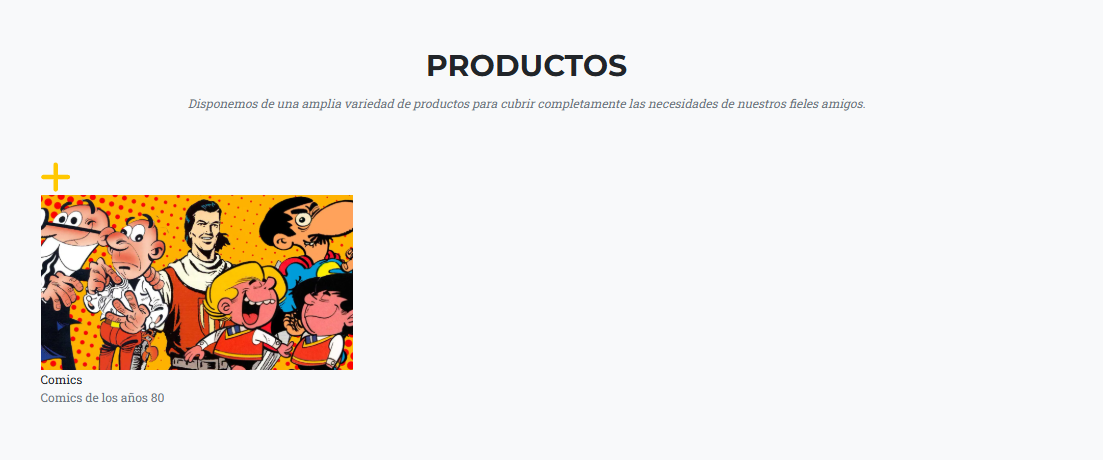 PRODUCTOS
Disponemos de una amplia variedad de productos para cubrir completamente las necesidades de nuestros fieles amigos.
Comics
Comics de los años 80